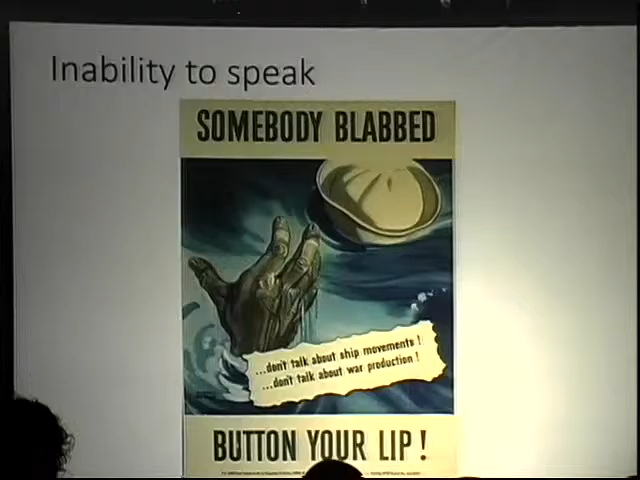 Inability to speak
SOMEBODY BLABBED
...don't talk about ship movements!
...don't talk about war production!
BUTTON YOUR LIP!